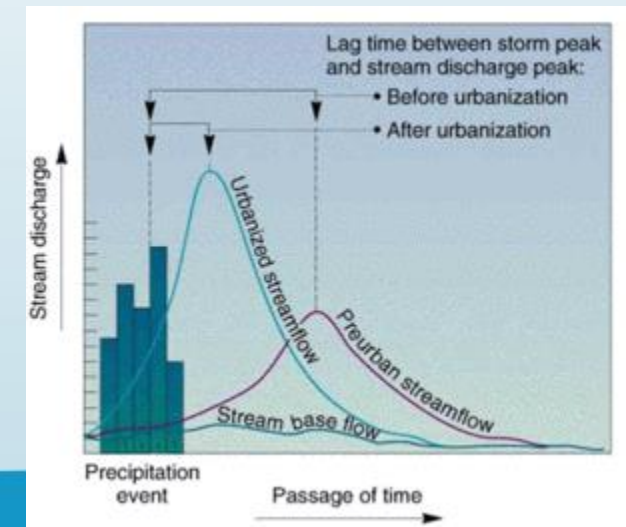 Lag time between storm peak
and stream discharge peak:
• Before urbanization
• After urbanization
Stream discharge
Urbanized streamflow
Preurban streamflow
Stream base flow
Precipitation
event
Passage of time